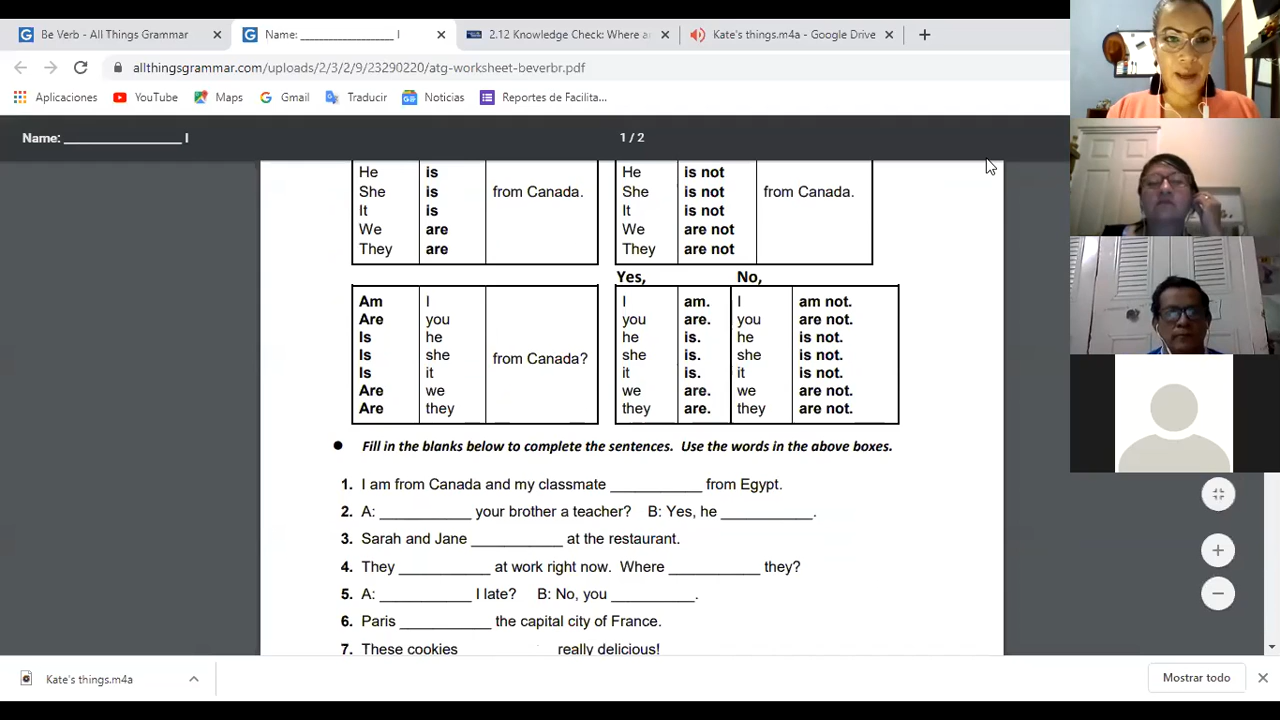 Be Verb - All Things Grammar
Name: __________________ I
2.12 Knowledge Check: Where a
Kate's things.m4a - Google Drive
allthingsgrammar.com/uploads/2/3/2/9/23290220/atg-worksheet-beverbr.pdf
Aplicaciones YouTube Maps Gmail Traducir Noticias Reportes de Facilita...
Name: ________________ I
1 / 2
He is He is not
She is from Canada. She is not from Canada.
It is It is not
We are We are not
They are They are not
Yes, No,
Am I I am. I am not.
Are you you are. you are not.
Is he he is. he is not.
Is she from Canada? she is. she is not.
Is it it is. it is not.
Are we we are. we are not.
Are they they are. they are not.
Fill in the blanks below to complete the sentences. Use the words in the above boxes.
1. I am from Canada and my classmate ___________ from Egypt.
2. A: ___________ your brother a teacher? B: Yes, he ___________.
3. Sarah and Jane ___________ at the restaurant.
4. They ___________ at work right now. Where ___________ they?
5. A: ___________ I late? B: No, you __________.
6. Paris ___________ the capital city of France.
7. These cookies really delicious!
Kate's things.m4a
Mostrar todo